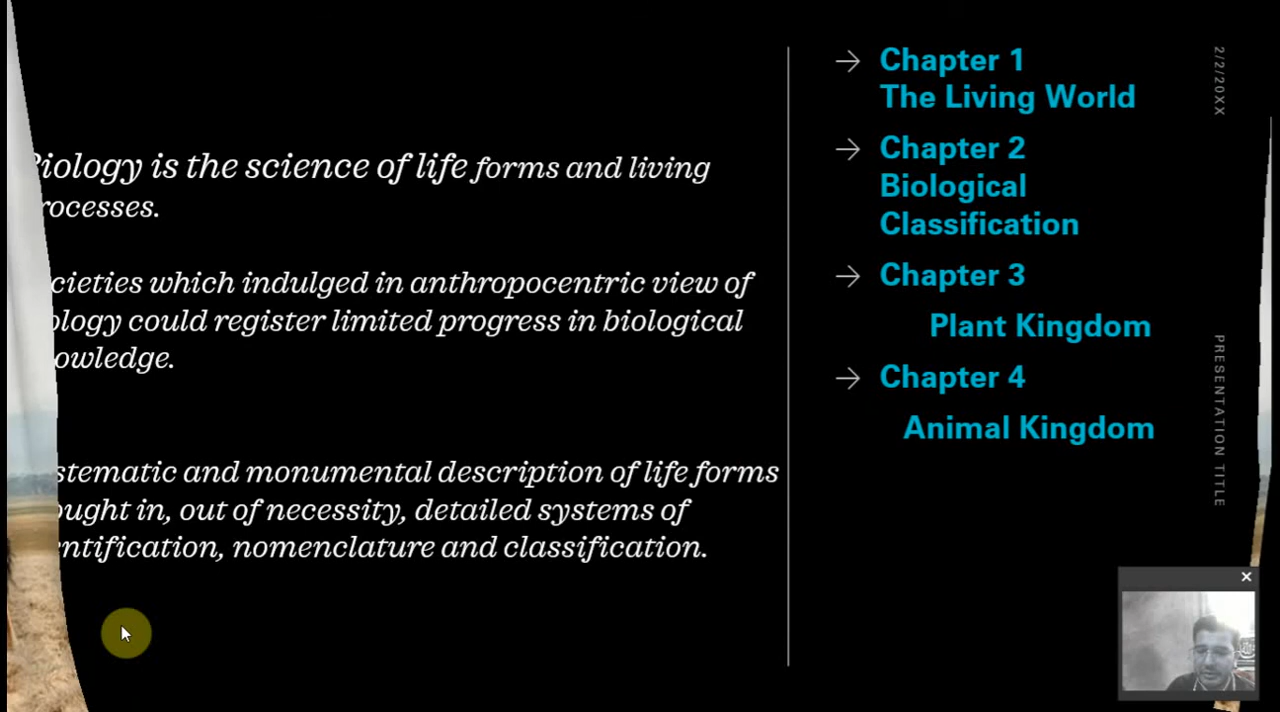 Biology is the science of life forms and living
rocesses.
cieties which indulged in anthropocentric view of
ology could register limited progress in biological
owledge.
stematic and monumental description of life forms
ought in, out of necessity, detailed systems of
entification, nomenclature and classification.
→ Chapter 1
The Living World
→ Chapter 2
Biological
Classification
→ Chapter 3
Plant Kingdom
→ Chapter 4
Animal Kingdom
2/2/20XX
PRESENTATION TITLE